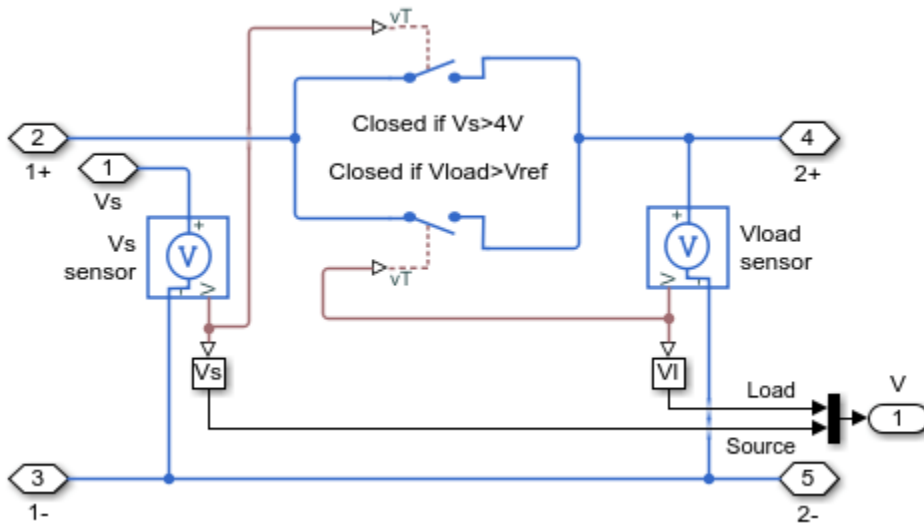 vT
Closed if Vs>4V
2
1+
4
2+
1
Vs
Closed if Vload>Vref
+
V
Vs
sensor
-
V
+
V
Vload
sensor
-
V
vT
Vs
Vl
Load
V
1
Source
3
1-
5
2-